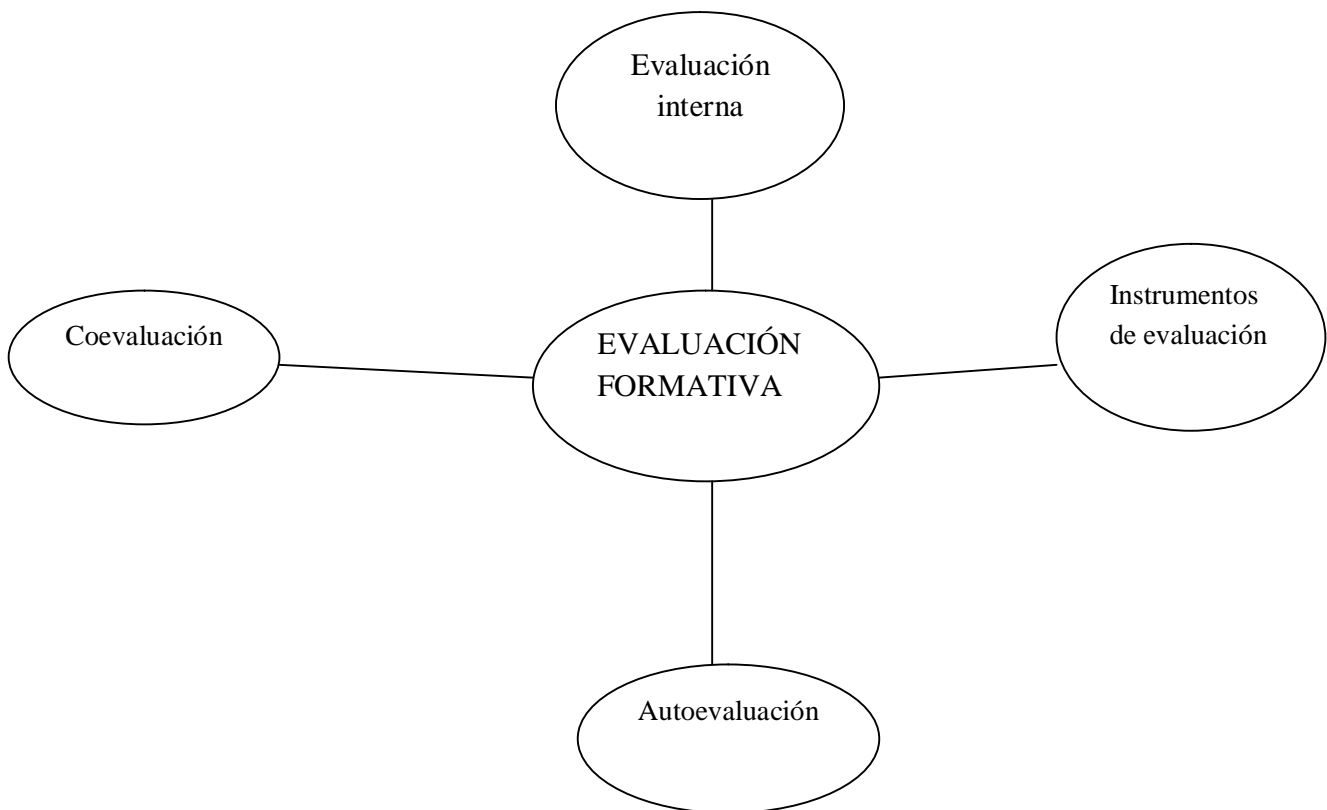 Evaluación
interna
Instrumentos
de evaluación
Coevaluación
EVALUACIÓN
FORMATIVA
Autoevaluación